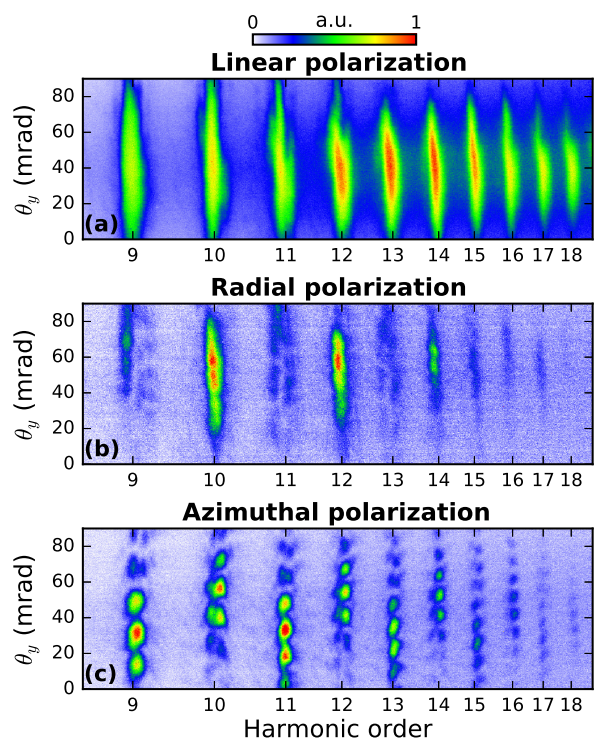 0 a.u. 1
Linear polarization
80
60
40
20
0
θy (mrad)
(a)
9 10 11 12 13 14 15 16 17 18
Radial polarization
80
60
40
20
0
θy (mrad)
(b)
9 10 11 12 13 14 15 16 17 18
Azimuthal polarization
80
60
40
20
0
θy (mrad)
(c)
9 10 11 12 13 14 15 16 17 18
Harmonic order